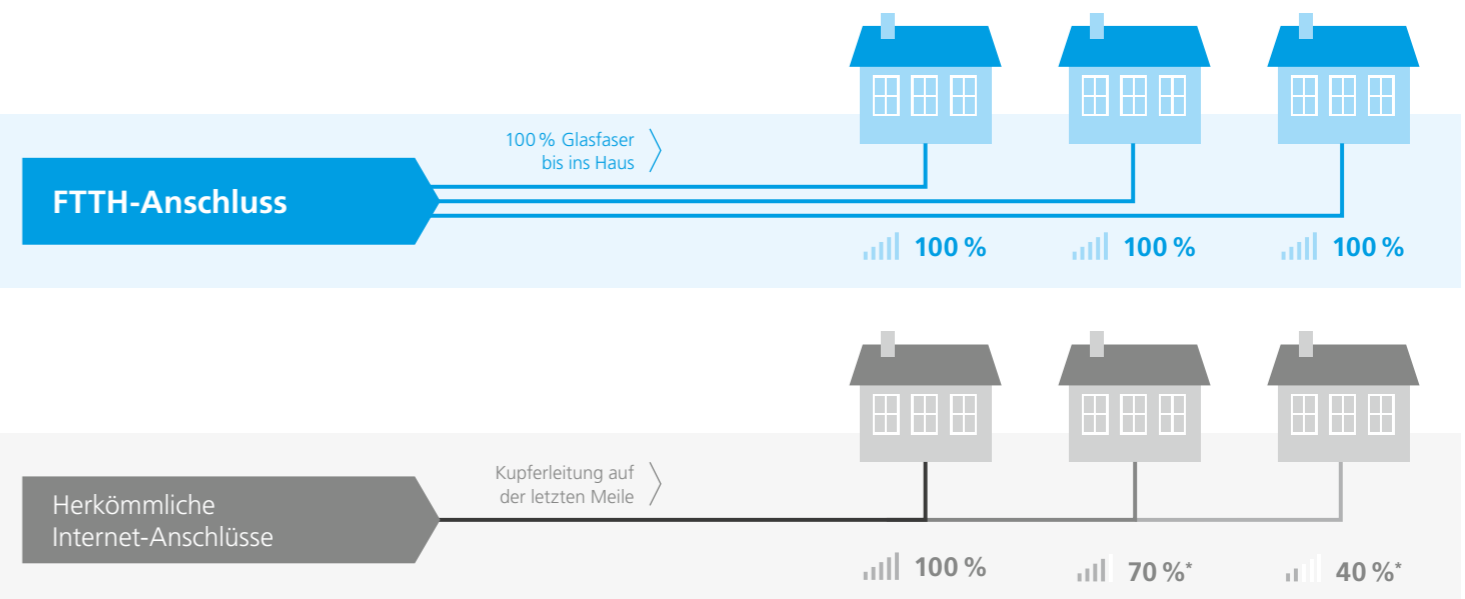 100 % Glasfaser
bis ins Haus
FTTH-Anschluss
100 % 100 % 100 %
Kupferleitung auf
der letzten Meile
Herkömmliche
Internet-Anschlüsse
100 % 70 %* 40 %*